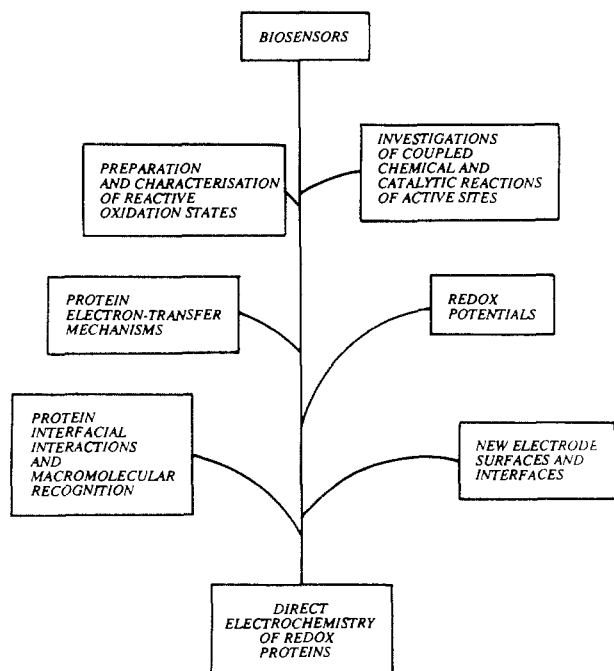 BIOSENSORS
PREPARATION
AND CHARACTERISATION
OF REACTIVE
OXIDATION STATES
INVESTIGATIONS
OF COUPLED
CHEMICAL AND
CATALYTIC REACTIONS
OF ACTIVE SITES
PROTEIN
ELECTRON-TRANSFER
MECHANISMS
REDOX
POTENTIALS
PROTEIN
INTERFACIAL
INTERACTIONS
AND
MACROMOLECULAR
RECOGNITION
NEW ELECTRODE
SURFACES AND
INTERFACES
DIRECT
ELECTROCHEMISTRY
OF REDOX
PROTEINS